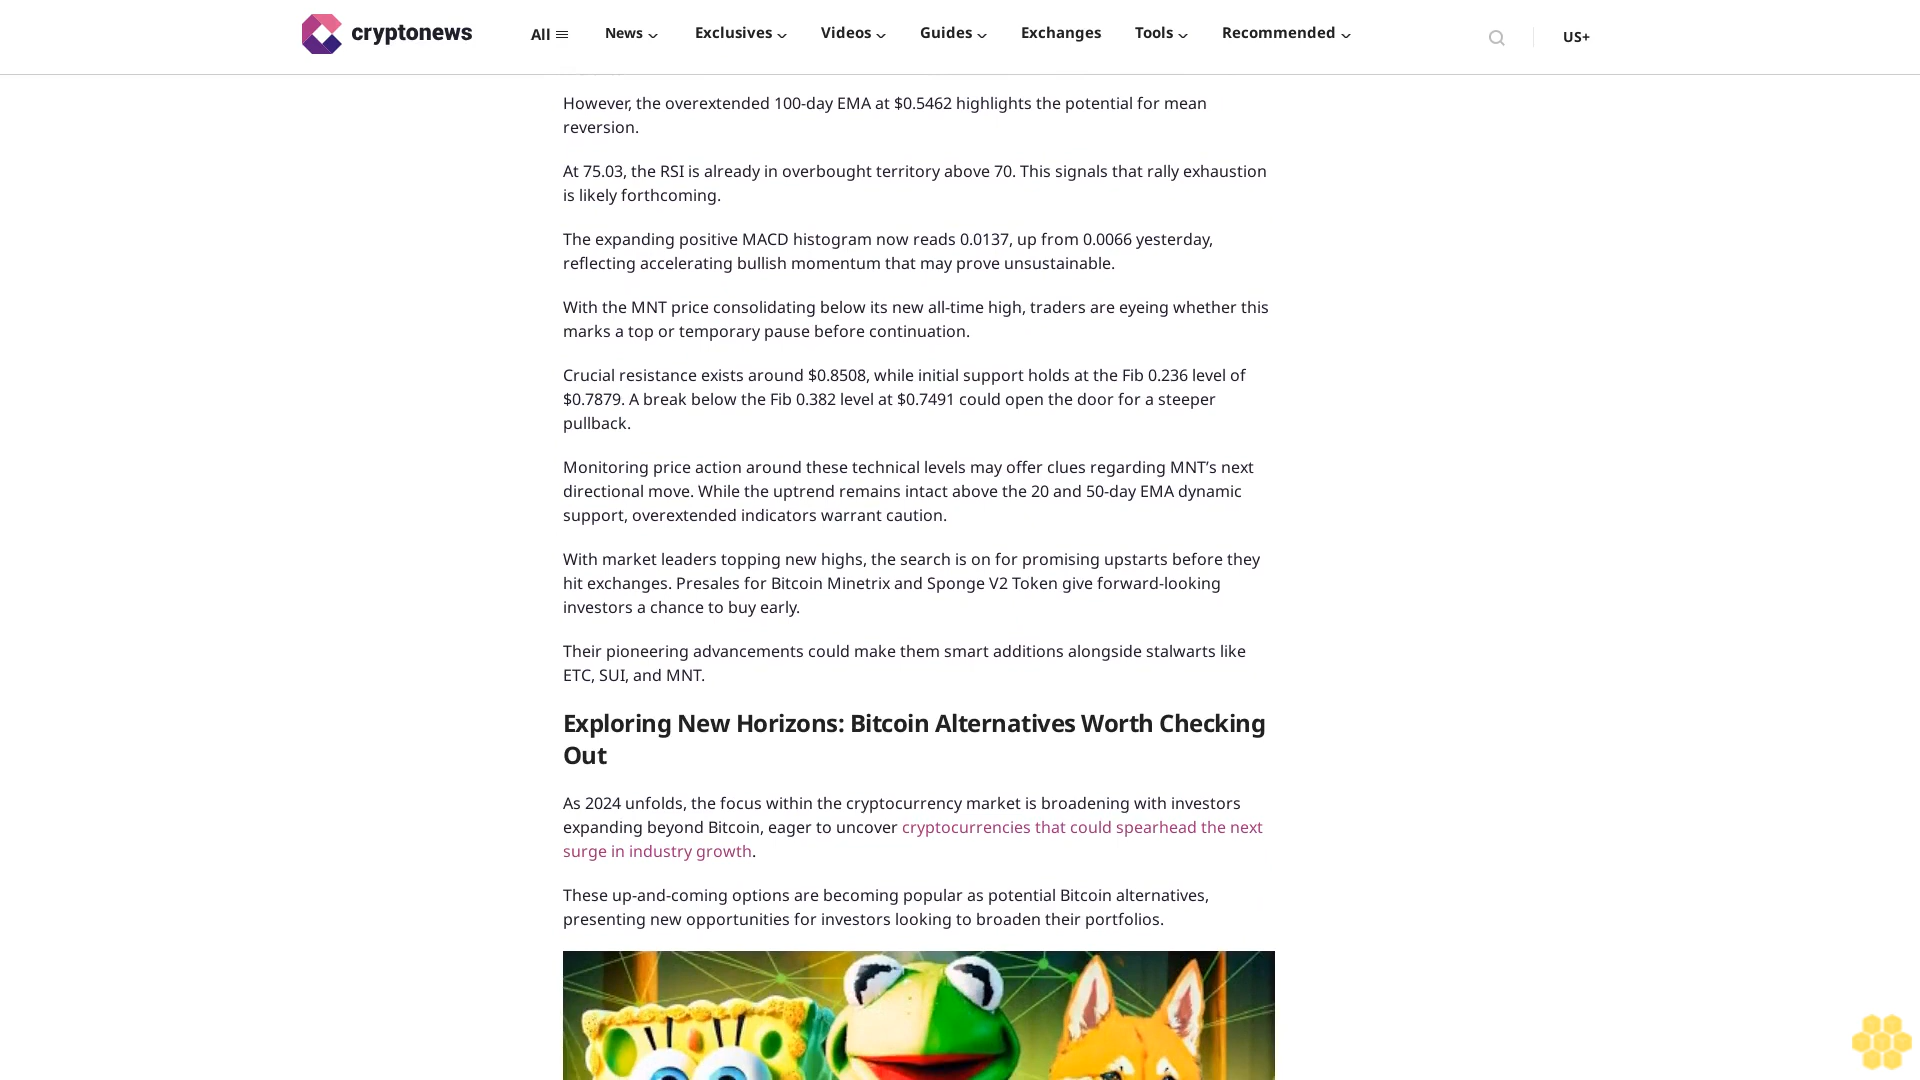 cryptonews
All
News
Exclusives
Videos
Guides
Exchanges
Tools
Recommended
US+
However, the overextended 100-day EMA at $0.5462 highlights the potential for mean
reversion.
At 75.03, the RSI is already in overbought territory above 70. This signals that rally exhaustion
is likely forthcoming.
The expanding positive MACD histogram now reads 0.0137, up from 0.0066 yesterday,
reflecting accelerating bullish momentum that may prove unsustainable.
With the MNT price consolidating below its new all-time high, traders are eyeing whether this
marks a top or temporary pause before continuation.
Crucial resistance exists around $0.8508, while initial support holds at the Fib 0.236 level of
$0.7879. A break below the Fib 0.382 level at $0.7491 could open the door for a steeper
pullback.
Monitoring price action around these technical levels may offer clues regarding MNT’s next
directional move. While the uptrend remains intact above the 20 and 50-day EMA dynamic
support, overextended indicators warrant caution.
With market leaders topping new highs, the search is on for promising upstarts before they
hit exchanges. Presales for Bitcoin Minetrix and Sponge V2 Token give forward-looking
investors a chance to buy early.
Their pioneering advancements could make them smart additions alongside stalwarts like
ETC, SUI, and MNT.
Exploring New Horizons: Bitcoin Alternatives Worth Checking
Out
As 2024 unfolds, the focus within the cryptocurrency market is broadening with investors
expanding beyond Bitcoin, eager to uncover cryptocurrencies that could spearhead the next
surge in industry growth.
These up-and-coming options are becoming popular as potential Bitcoin alternatives,
presenting new opportunities for investors looking to broaden their portfolios.